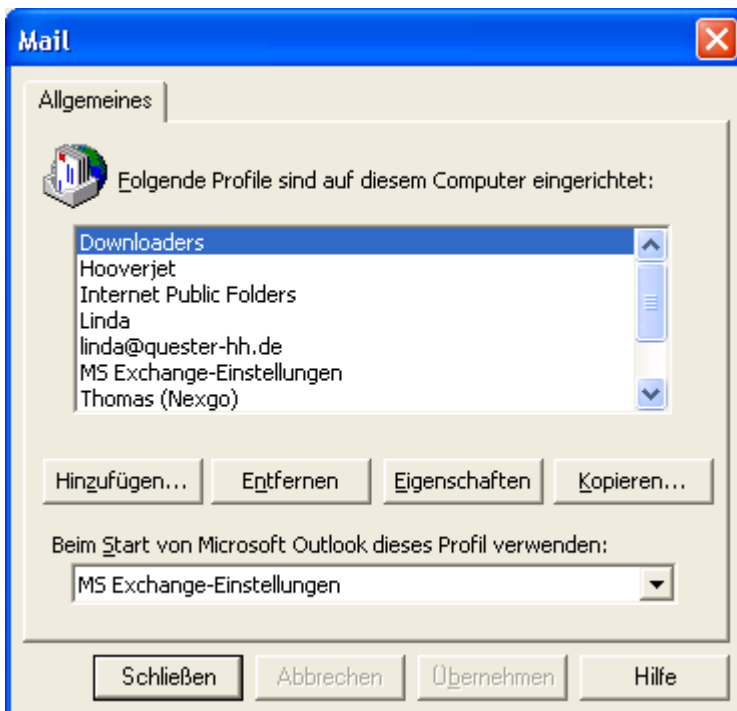 Mail
Allgemeines
Folgende Profile sind auf diesem Computer eingerichtet:
Downloaders
Hooverjet
Internet Public Folders
Linda
linda@quester-hh.de
MS Exchange-Einstellungen
Thomas (Nexgo)
Hinzufügen... Entfernen Eigenschaften Kopieren...
Beim Start von Microsoft Outlook dieses Profil verwenden:
MS Exchange-Einstellungen
Schließen Abbrechen Übernehmen Hilfe